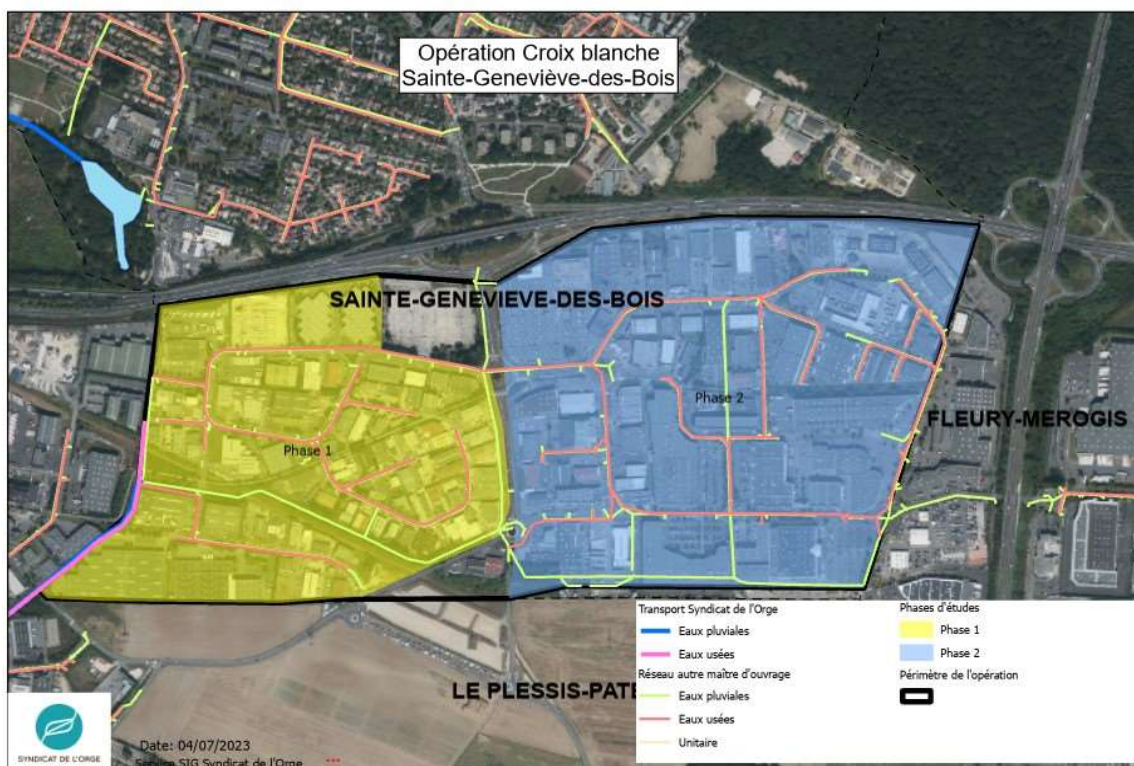 Opération Croix blanche
Sainte-Geneviève-des-Bois
SAINTE-GENEVIEVE-DES-BOIS
Phase 2
FLEURY-MEROGIS
Phase 1
LE PLESSIS-PATE
Transport Syndicat de l'Orge
Eaux pluviales
Eaux usées
Réseau autre maître d'ouvrage
Eaux pluviales
Eaux usées
Unitaire
Phases d'études
Phase 1
Phase 2
Périmètre de l'opération
SYNDICAT DE L'ORGE
Date: 04/07/2023
Service SIG Syndicat de l'Orge